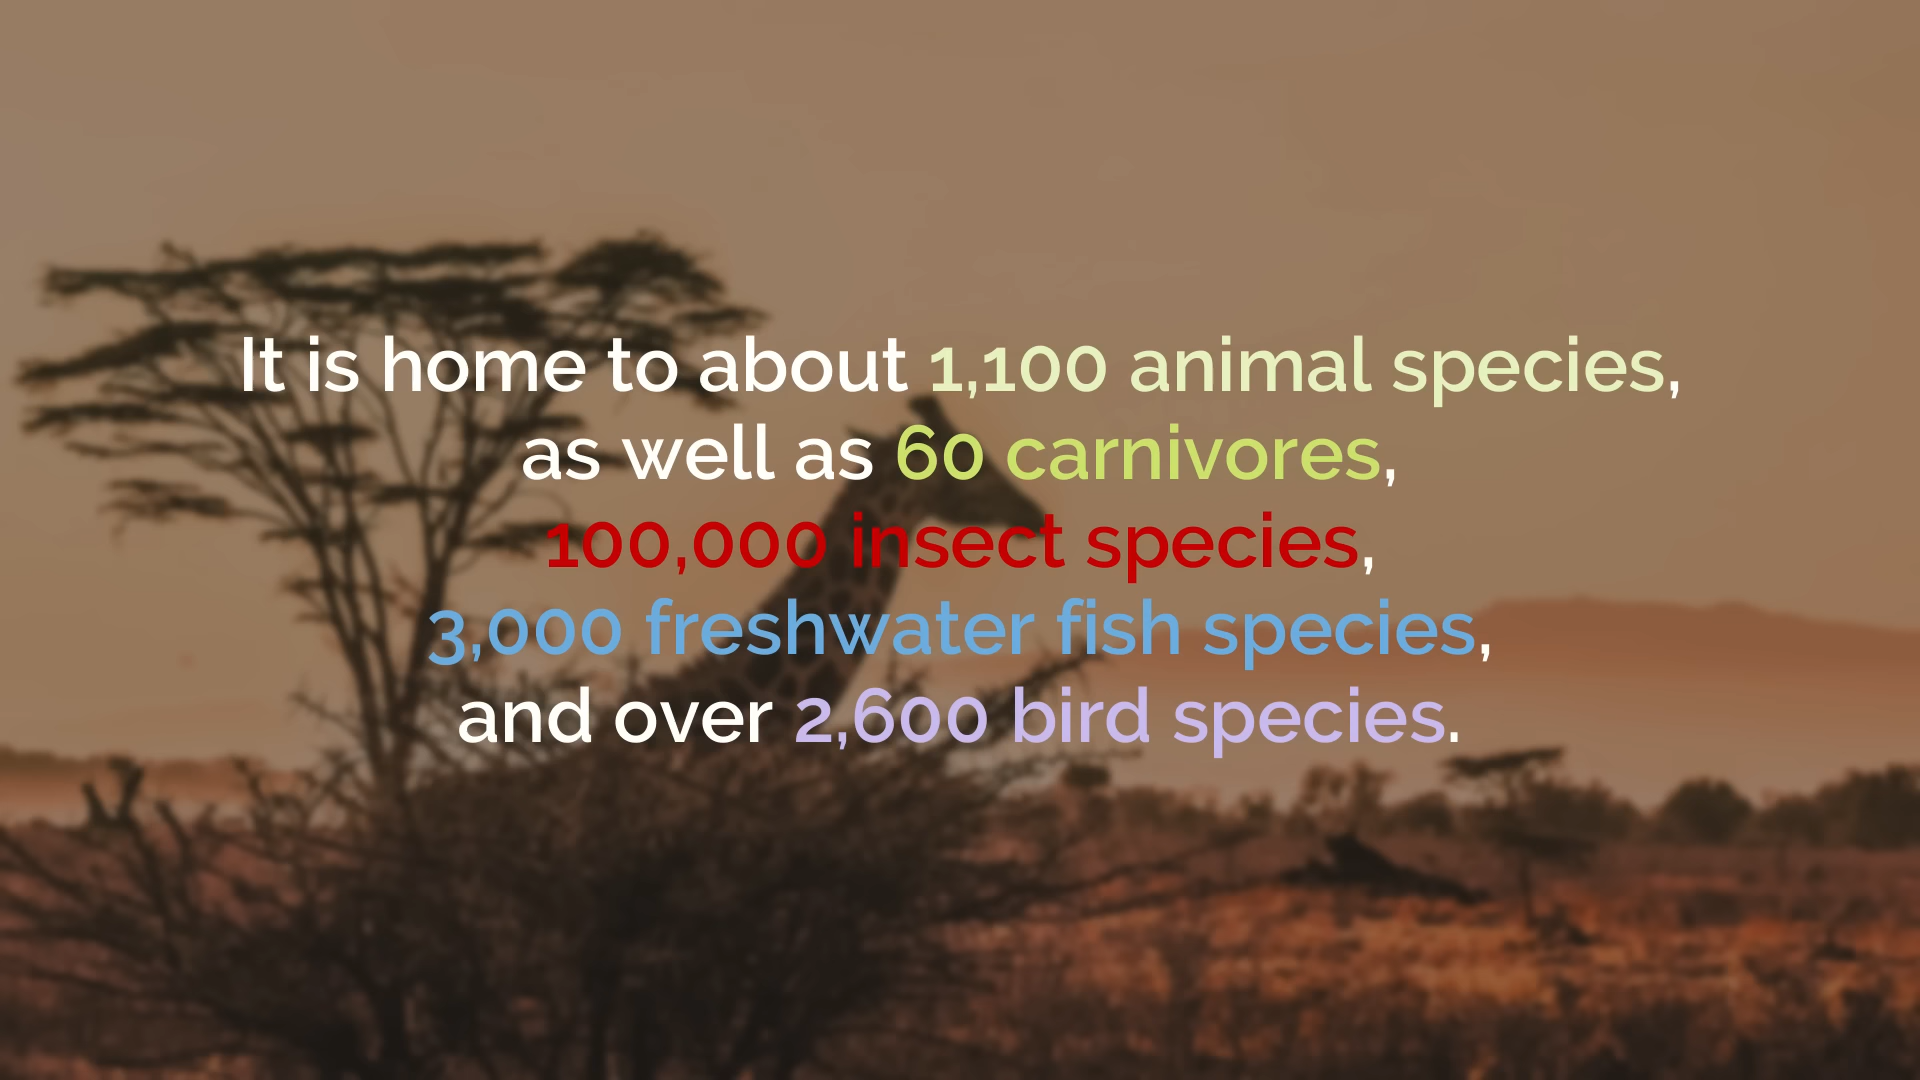 It is home to about 1,100 animal species,
as well as 60 carnivores,
100,000 insect species,
3,000 freshwater fish species,
and over 2,600 bird species.